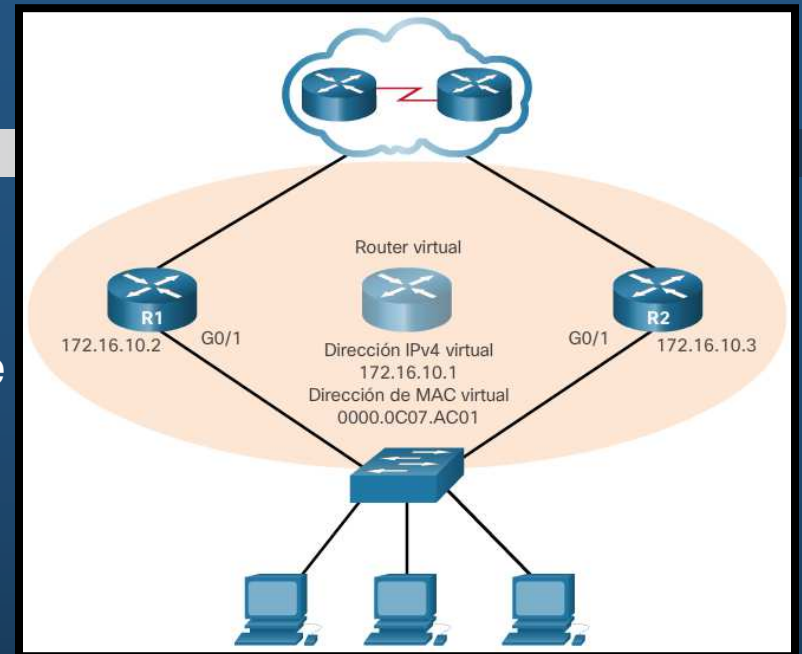 Router virtual
R1
R2
172.16.10.2
G0/1
G0/1
172.16.10.3
Dirección IPv4 virtual
172.16.10.1
Dirección de MAC virtual
0000.0C07.AC01
e